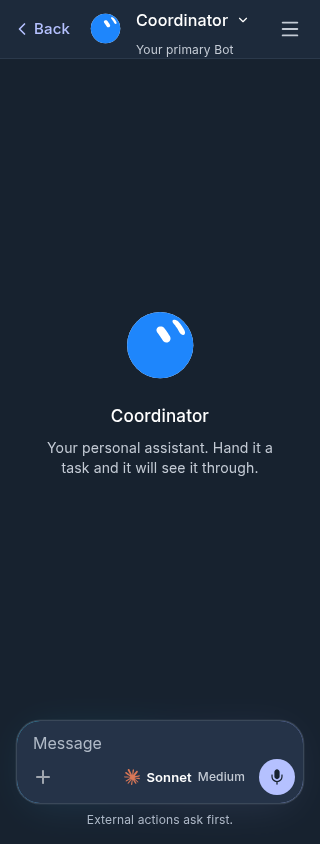 Back
Coordinator
Your primary Bot
Coordinator
Your personal assistant. Hand it a
task and it will see it through.
Message
Sonnet Medium
External actions ask first.